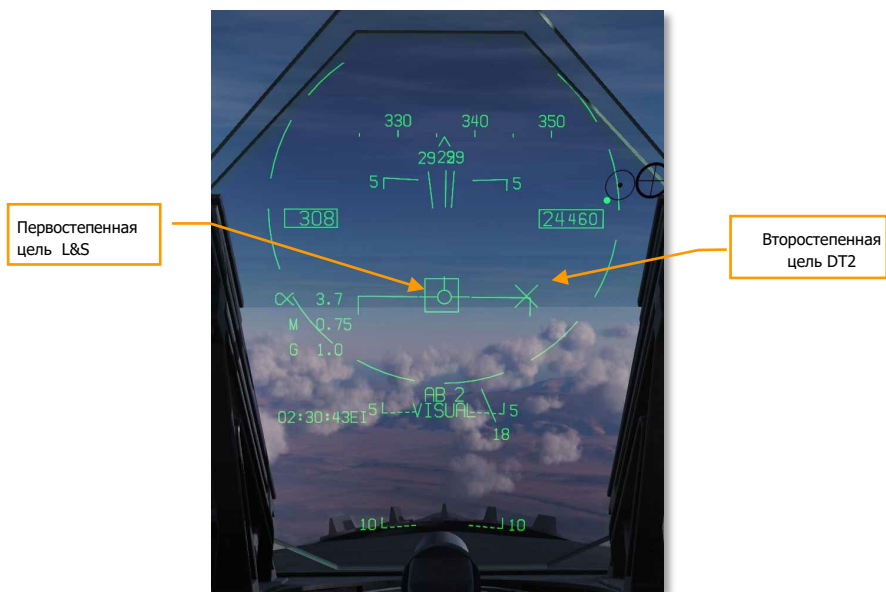 330 340 350
292929
5 5
308
24460
Первостепенная
цель L&S
Второстепенная
цель DT2
α 3.7
M 0.75
G 1.0
AB 2
5 VISUAL 5
02:30:43EI
18
10 10